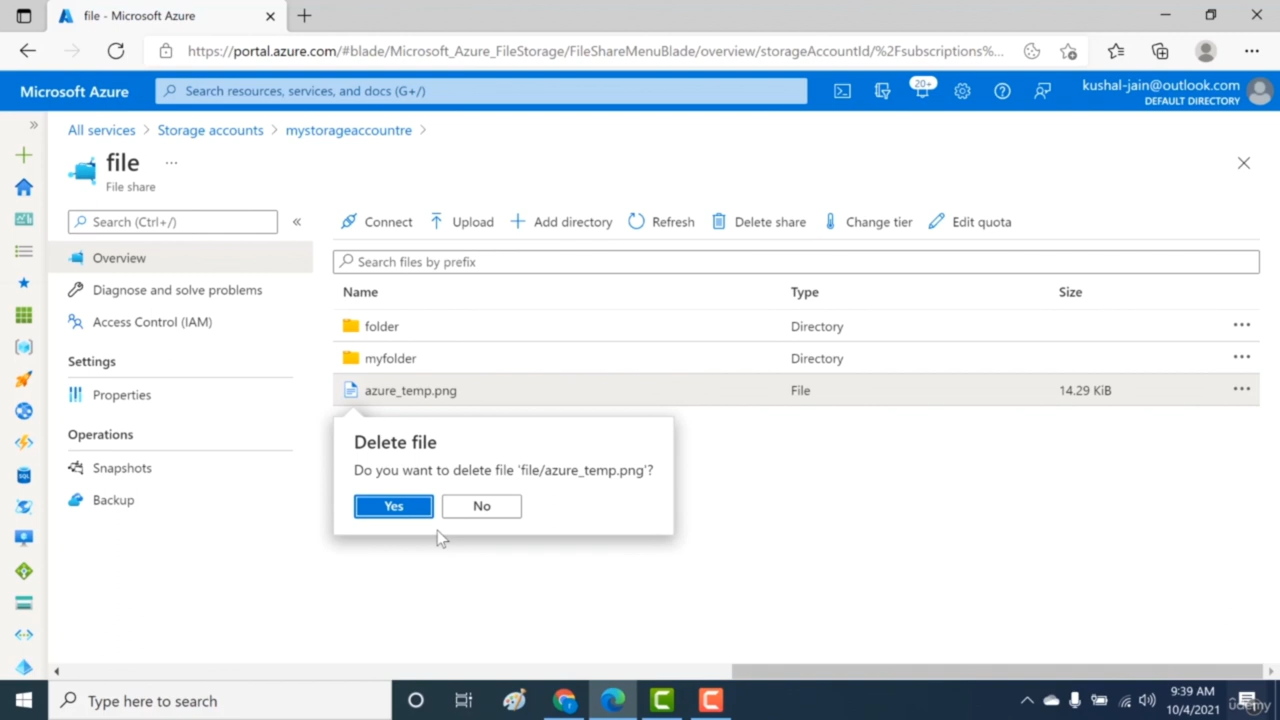 file - Microsoft Azure
https://portal.azure.com/#blade/Microsoft_Azure_FileStorage/FileShareMenuBlade/overview/storageAccountId/%2Fsubscriptions%...
Microsoft Azure
Search resources, services, and docs (G+/)
20+
kushal-jain@outlook.com
DEFAULT DIRECTORY
All services > Storage accounts > mystorageaccountre >
file
...
File share
Search (Ctrl+/)
«
Connect
Upload
Add directory
Refresh
Delete share
Change tier
Edit quota
Overview
Diagnose and solve problems
Access Control (IAM)
Settings
Properties
Operations
Snapshots
Backup
Search files by prefix
Name Type Size
folder Directory
myfolder Directory
azure_temp.png File 14.29 KiB
Delete file
Do you want to delete file 'file/azure_temp.png'?
Yes No
Type here to search
9:39 AM
10/4/2021
udemy